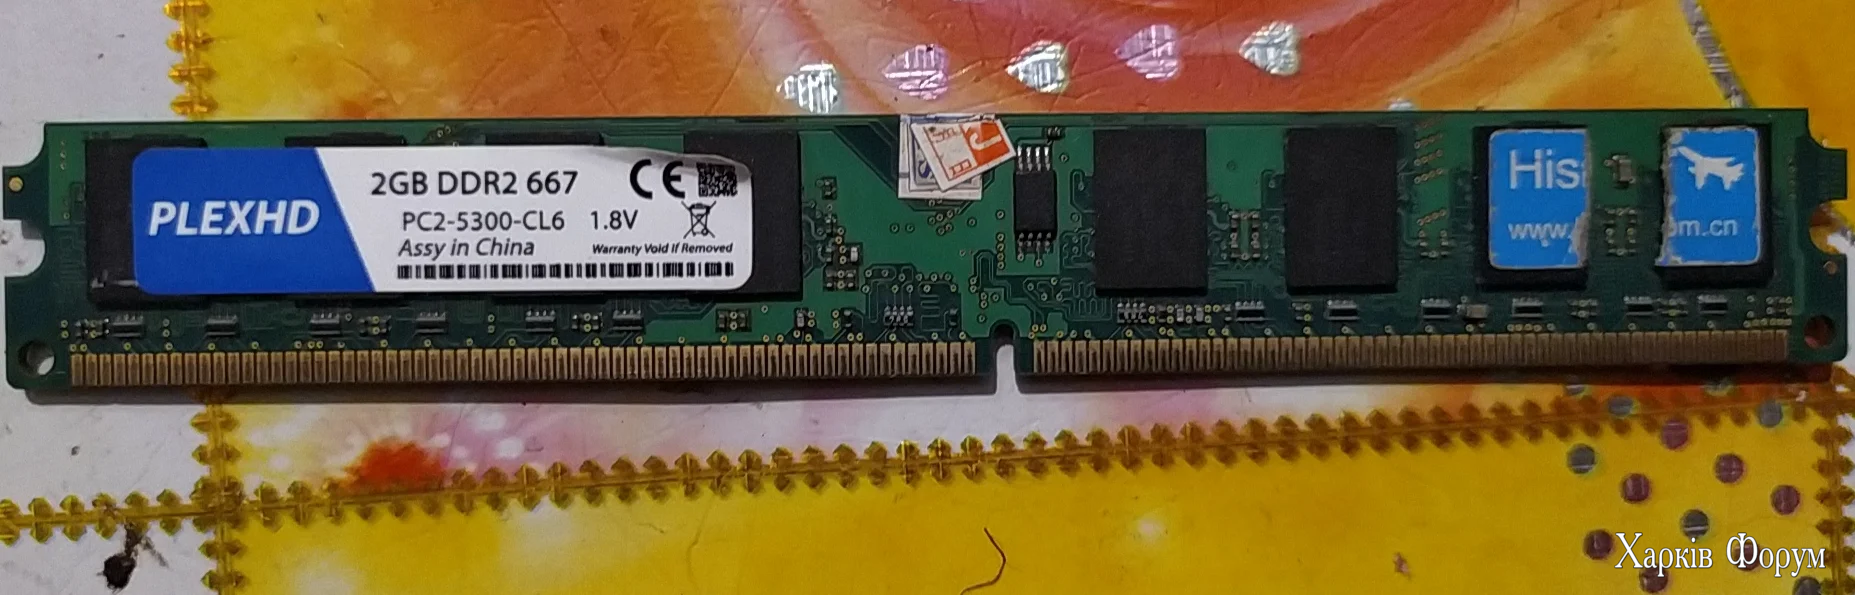 PLEXHD
2GB DDR2 667
CE
PC2-5300-CL6 1.8V
Assy in China
Warranty Void If Removed
www.
om.cn
Харків Форум